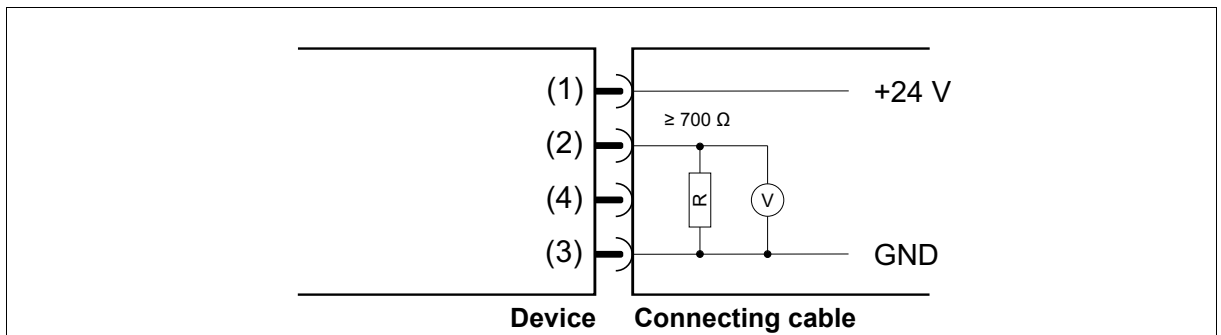 (1) +24 V
≥ 700 Ω
(2)
(4) R V
(3) GND
Device Connecting cable